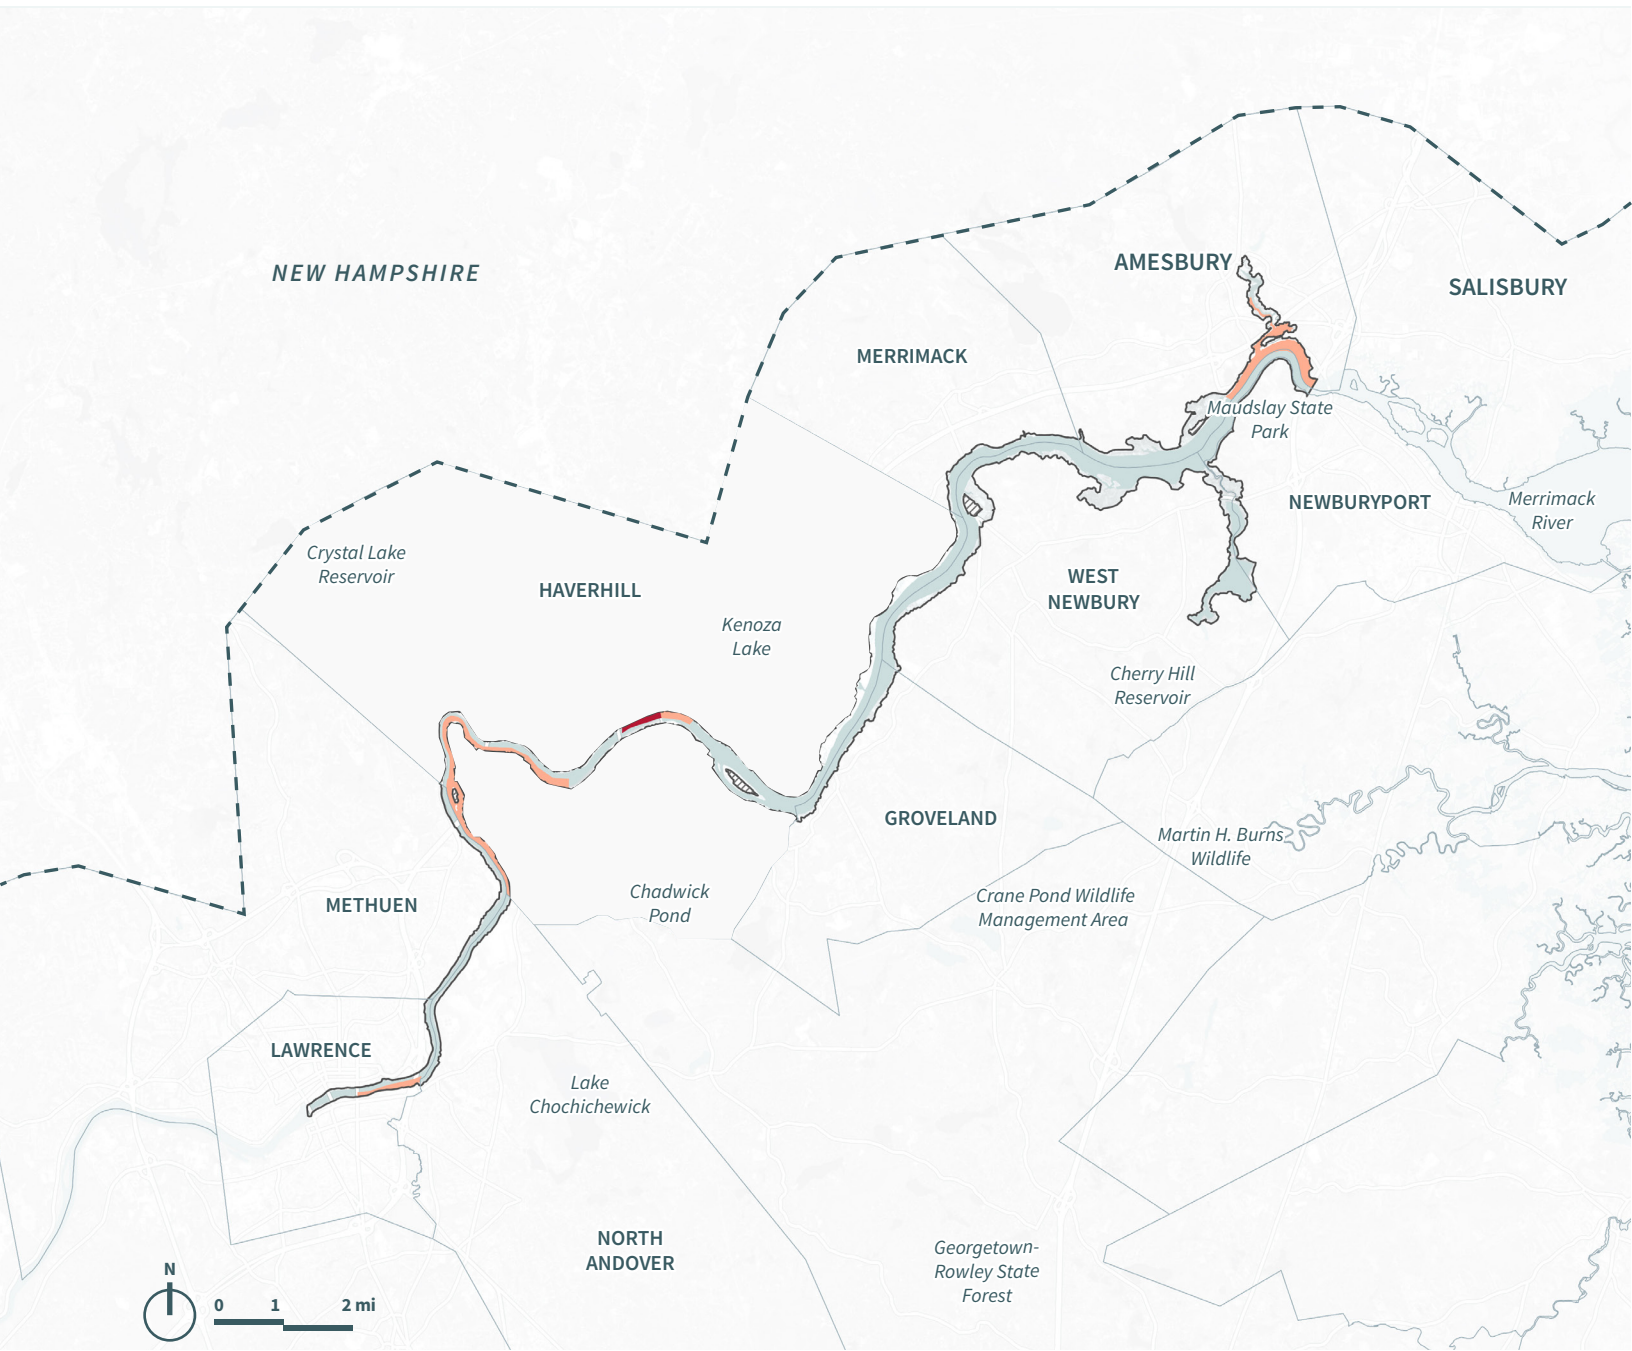 NEW HAMPSHIRE
AMESBURY
SALISBURY
MERRIMACK
Maudslay State
Park
NEWBURYPORT
Merrimack
River
Crystal Lake
Reservoir
HAVERHILL
WEST
NEWBURY
Kenoza
Lake
Cherry Hill
Reservoir
GROVELAND
Martin H. Burns
Wildlife
METHUEN
Chadwick
Pond
Crane Pond Wildlife
Management Area
LAWRENCE
Lake
Chochichewick
NORTH
ANDOVER
Georgetown-
Rowley State
Forest
N
0 1 2 mi